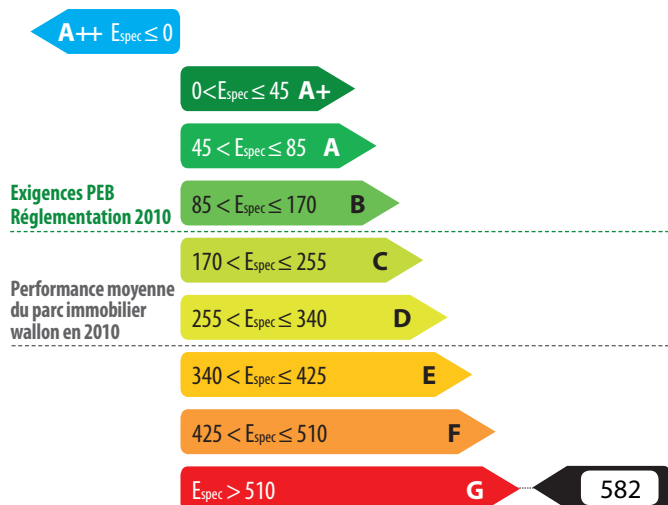 A++ Espec ≤ 0
0<Espec ≤ 45 A+
45 < Espec ≤ 85 A
Exigences PEB
Réglementation 2010
85 < Espec ≤ 170 B
170 < Espec ≤ 255 C
Performance moyenne
du parc immobilier
wallon en 2010
255 < Espec ≤ 340 D
340 < Espec ≤ 425 E
425 < Espec ≤ 510 F
Espec > 510 G 582